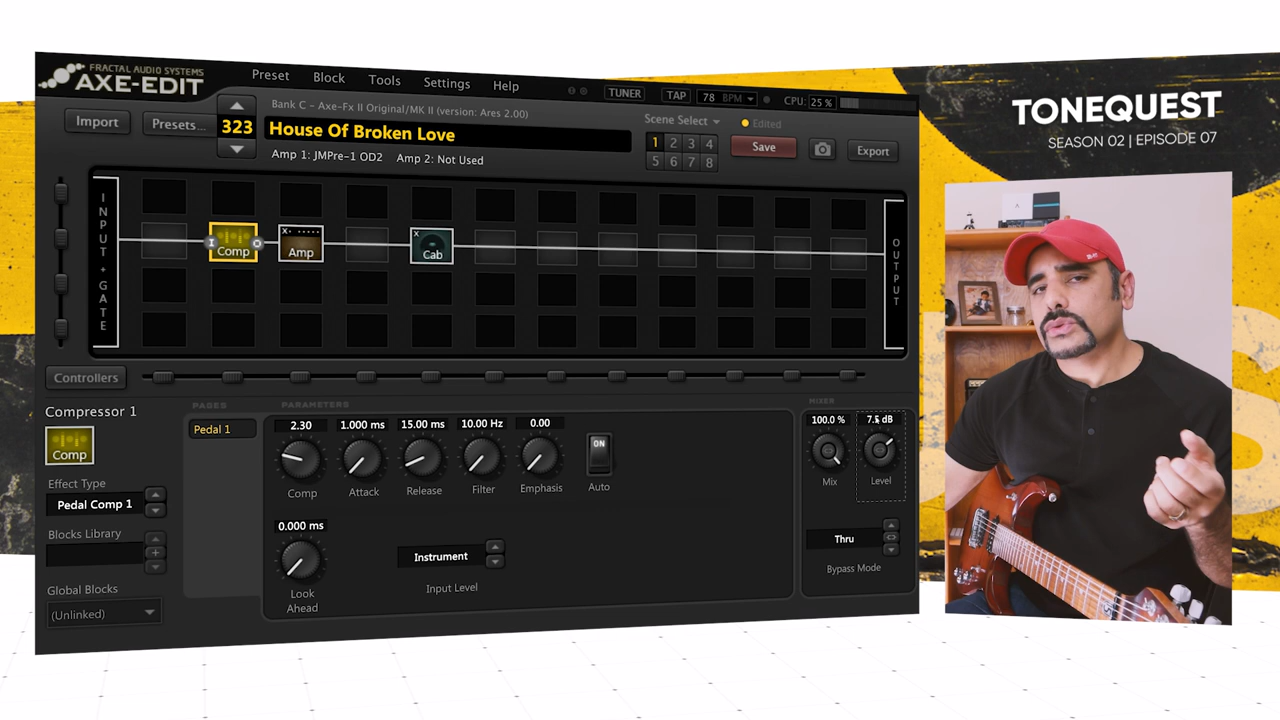 FRACTAL AUDIO SYSTEMS
AXE-EDIT
Preset Block Tools Settings Help
TUNER TAP 78 BPM CPU: 25 %
Import Presets... 323
Bank C - Axe-Fx II Original/MK II (version: Ares 2.00)
House Of Broken Love
Amp 1: JMPre-1 OD2 Amp 2: Not Used
Scene Select Edited
1 2 3 4
5 6 7 8
Save Export
INPUT + GATE
I Comp O
X Amp
X Cab
OUTPUT
Controllers
Compressor 1
Comp
Effect Type
Pedal Comp 1
Blocks Library
Global Blocks
(Unlinked)
PAGES
Pedal 1
PARAMETERS
2.30 1.000 ms 15.00 ms 10.00 Hz 0.00 ON
Comp Attack Release Filter Emphasis Auto
0.000 ms
Look
Ahead
Instrument
Input Level
MIXER
100.0 % dB
Mix Level
Thru
Bypass Mode
TONEQUEST
SEASON 02 | EPISODE 07